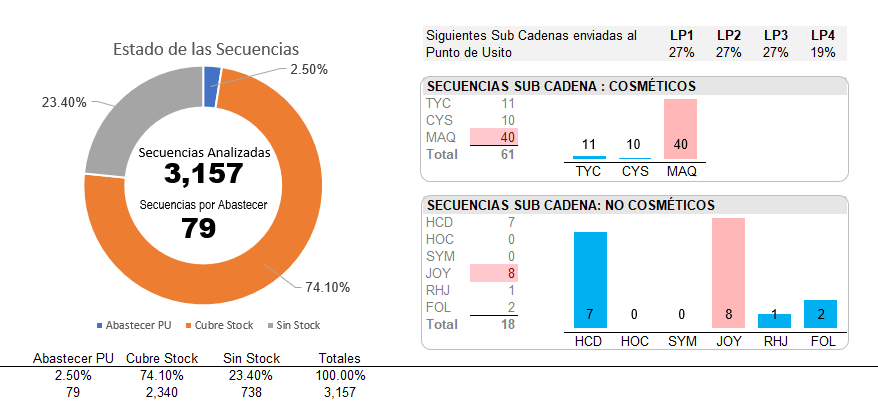 Estado de las Secuencias
2.50%
23.40%
Secuencias Analizadas
3,157
Secuencias por Abastecer
79
74.10%
Abastecer PU Cubre Stock Sin Stock
Abastecer PU Cubre Stock Sin Stock Totales
2.50% 74.10% 23.40% 100.00%
79 2,340 738 3,157
Siguientes Sub Cadenas enviadas al LP1 LP2 LP3 LP4
Punto de Usito 27% 27% 27% 19%
SECUENCIAS SUB CADENA : COSMÉTICOS
TYC 11
CYS 10
MAQ 40
Total 61
11 10 40
TYC CYS MAQ
SECUENCIAS SUB CADENA: NO COSMÉTICOS
HCD 7
HOC 0
SYM 0
JOY 8
RHJ 1
FOL 2
Total 18
7 0 0 8 1 2
HCD HOC SYM JOY RHJ FOL